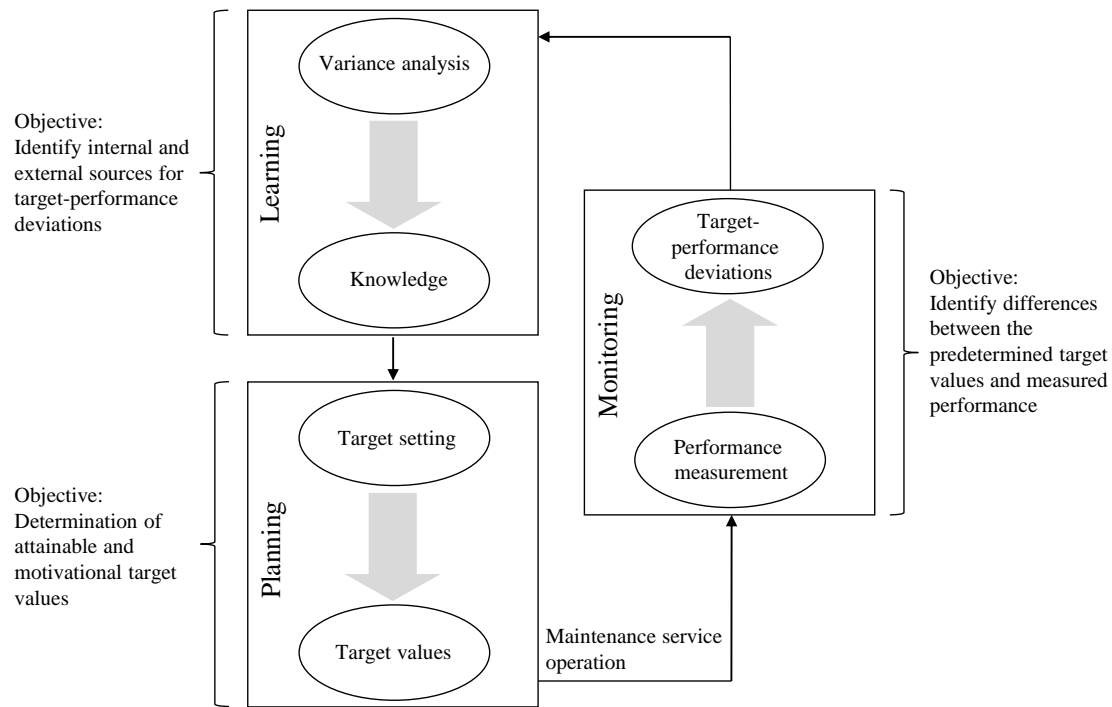 Variance analysis
Learning
Knowledge
Objective:
Identify internal and
external sources for
target-performance
deviations
Target-
performance
deviations
Monitoring
Performance
measurement
Objective:
Identify differences
between the
predetermined target
values and measured
performance
Target setting
Planning
Target values
Objective:
Determination of
attainable and
motivational target
values
Maintenance service
operation